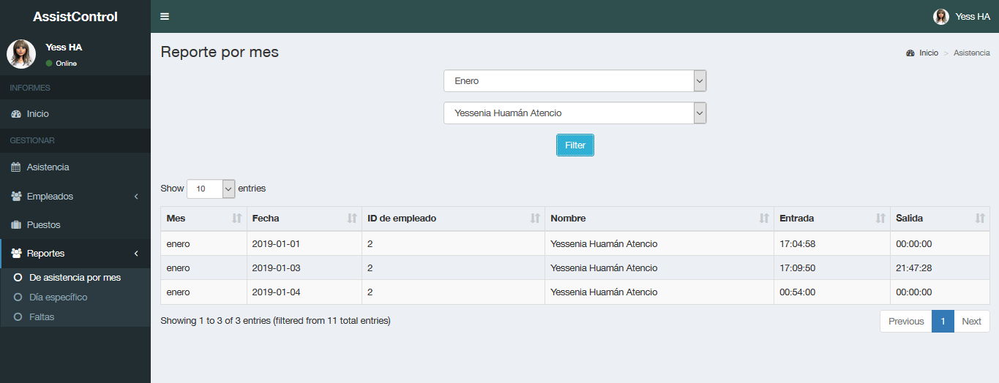 AssistControl
Yess HA
Yess HA
Online
Reporte por mes
Inicio > Asistencia
INFORMES
Inicio
GESTIONAR
Asistencia
Empleados
Puestos
Reportes
De asistencia por mes
Día específico
Faltas
Enero
Yessenia Huamán Atencio
Filter
Show 10 entries
Mes Fecha ID de empleado Nombre Entrada Salida
enero 2019-01-01 2 Yessenia Huamán Atencio 17:04:58 00:00:00
enero 2019-01-03 2 Yessenia Huamán Atencio 17:09:50 21:47:28
enero 2019-01-04 2 Yessenia Huamán Atencio 00:54:00 00:00:00
Showing 1 to 3 of 3 entries (filtered from 11 total entries)
Previous 1 Next